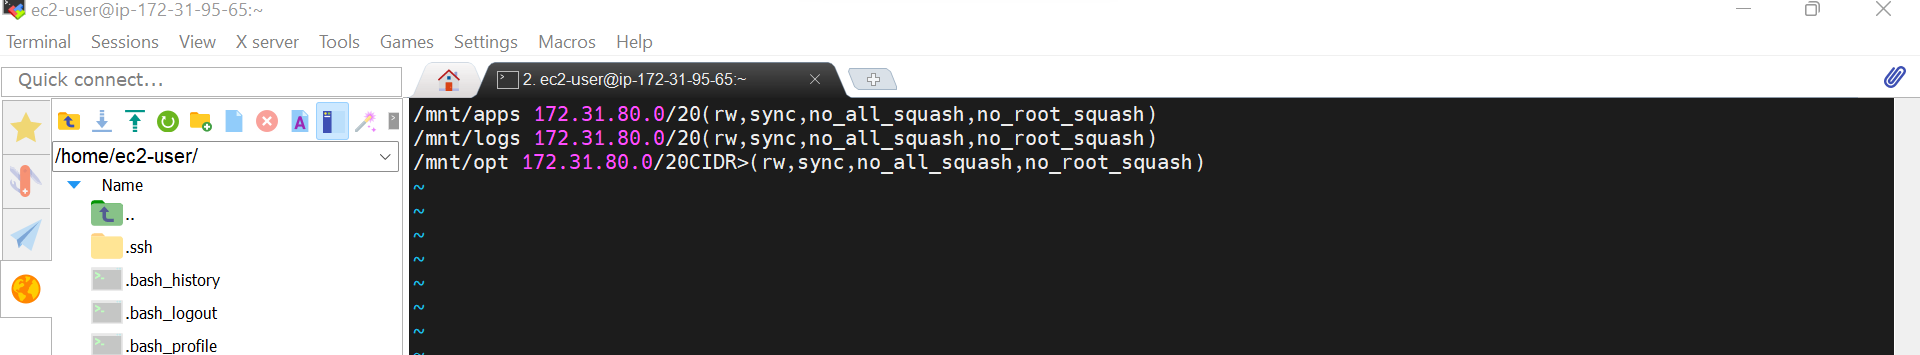 ec2-user@ip-172-31-95-65:~
Terminal Sessions View X server Tools Games Settings Macros Help
Quick connect...
2. ec2-user@ip-172-31-95-65:~
/home/ec2-user/
Name
..
.ssh
.bash_history
.bash_logout
.bash_profile
/mnt/apps 172.31.80.0/20(rw,sync,no_all_squash,no_root_squash)
/mnt/logs 172.31.80.0/20(rw,sync,no_all_squash,no_root_squash)
/mnt/opt 172.31.80.0/20CIDR>(rw,sync,no_all_squash,no_root_squash)
~
~
~
~
~
~
~
~